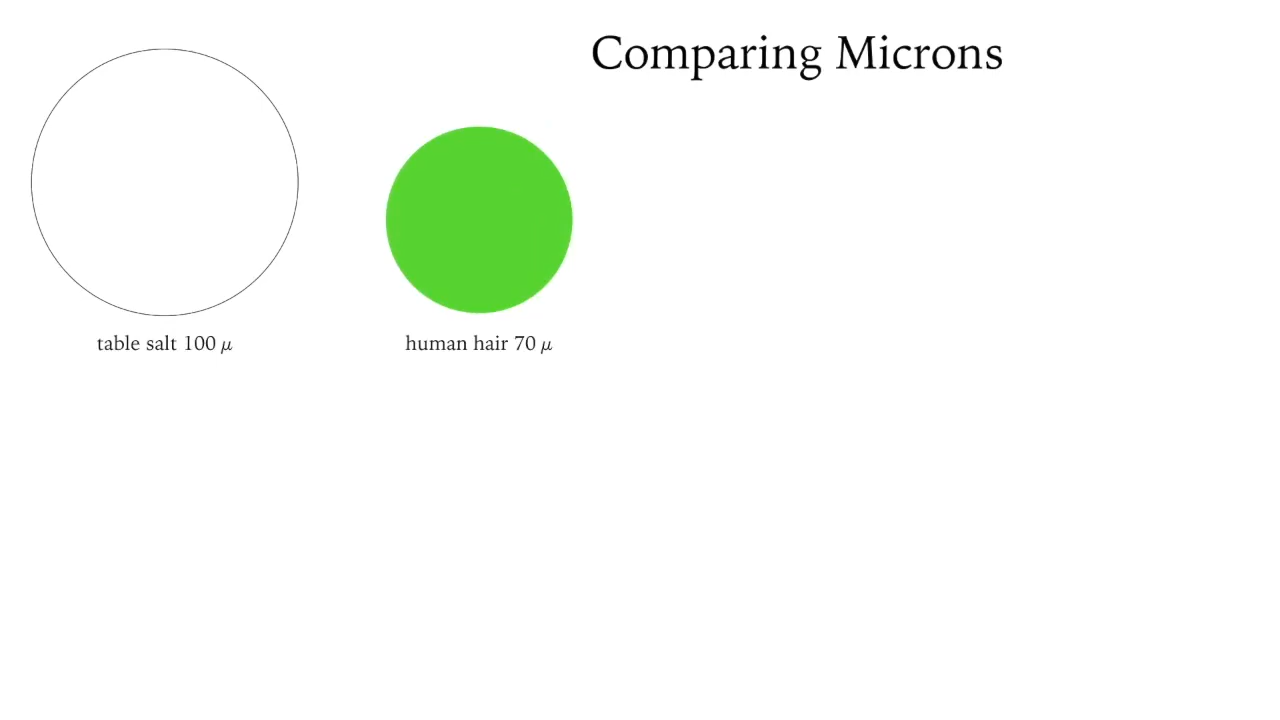 Comparing Microns
table salt 100 μ
human hair 70 μ